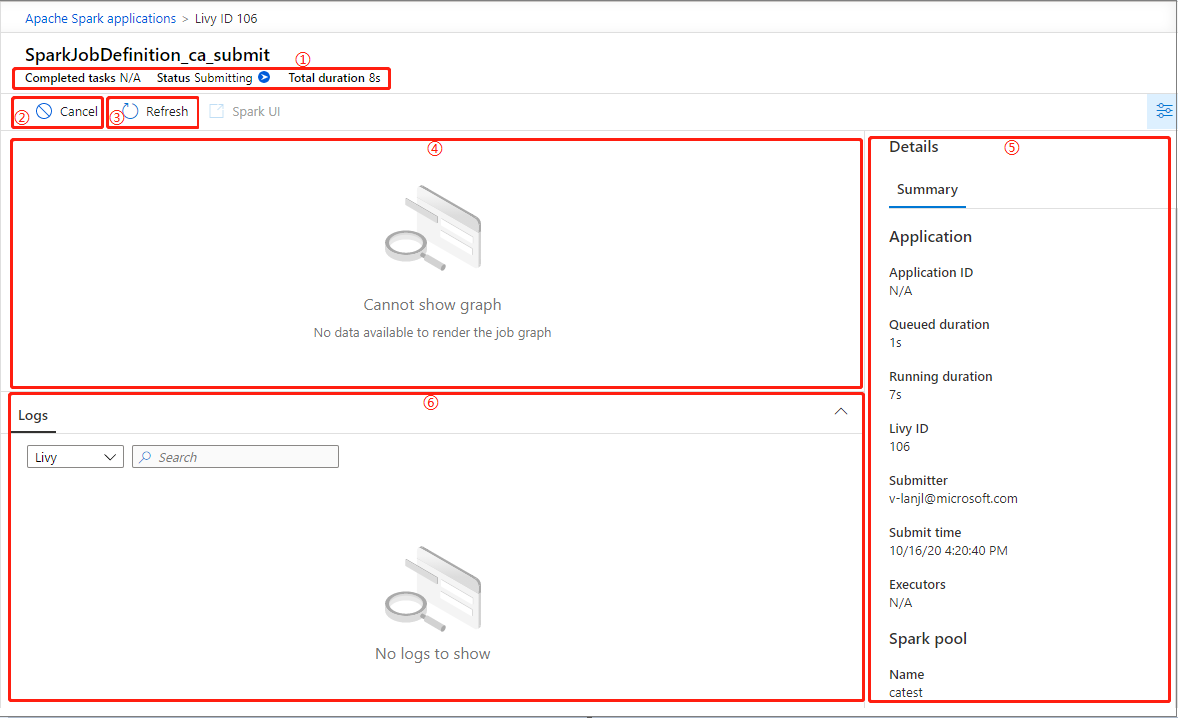 Apache Spark applications > Livy ID 106
SparkJobDefinition_ca_submit
①
Completed tasks N/A Status Submitting Total duration 8s
② Cancel ③ Refresh Spark UI
④
Cannot show graph
No data available to render the job graph
⑥
Logs
Livy Search
No logs to show
Details ⑤
Summary
Application
Application ID
N/A
Queued duration
1s
Running duration
7s
Livy ID
106
Submitter
v-lanjl@microsoft.com
Submit time
10/16/20 4:20:40 PM
Executors
N/A
Spark pool
Name
catest